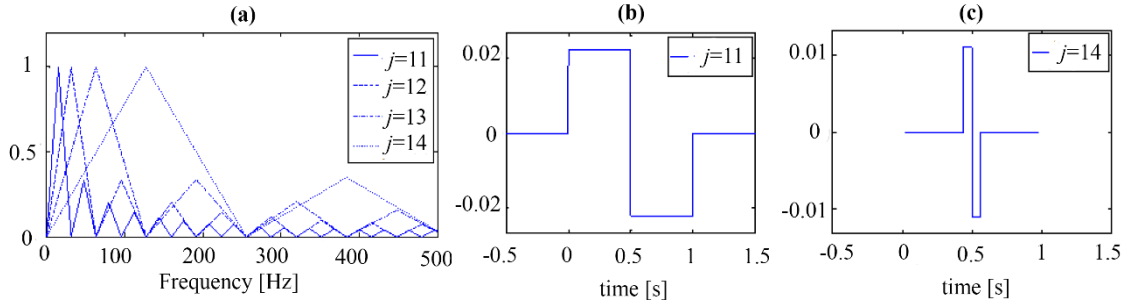 (a)
1
0.5
0
0 100 200 300 400 500
Frequency [Hz]
j=11
j=12
j=13
j=14
(b)
0.02
0
-0.02
-0.5 0 0.5 1 1.5
time [s]
j=11
(c)
0.01
0
-0.01
-0.5 0 0.5 1 1.5
time [s]
j=14